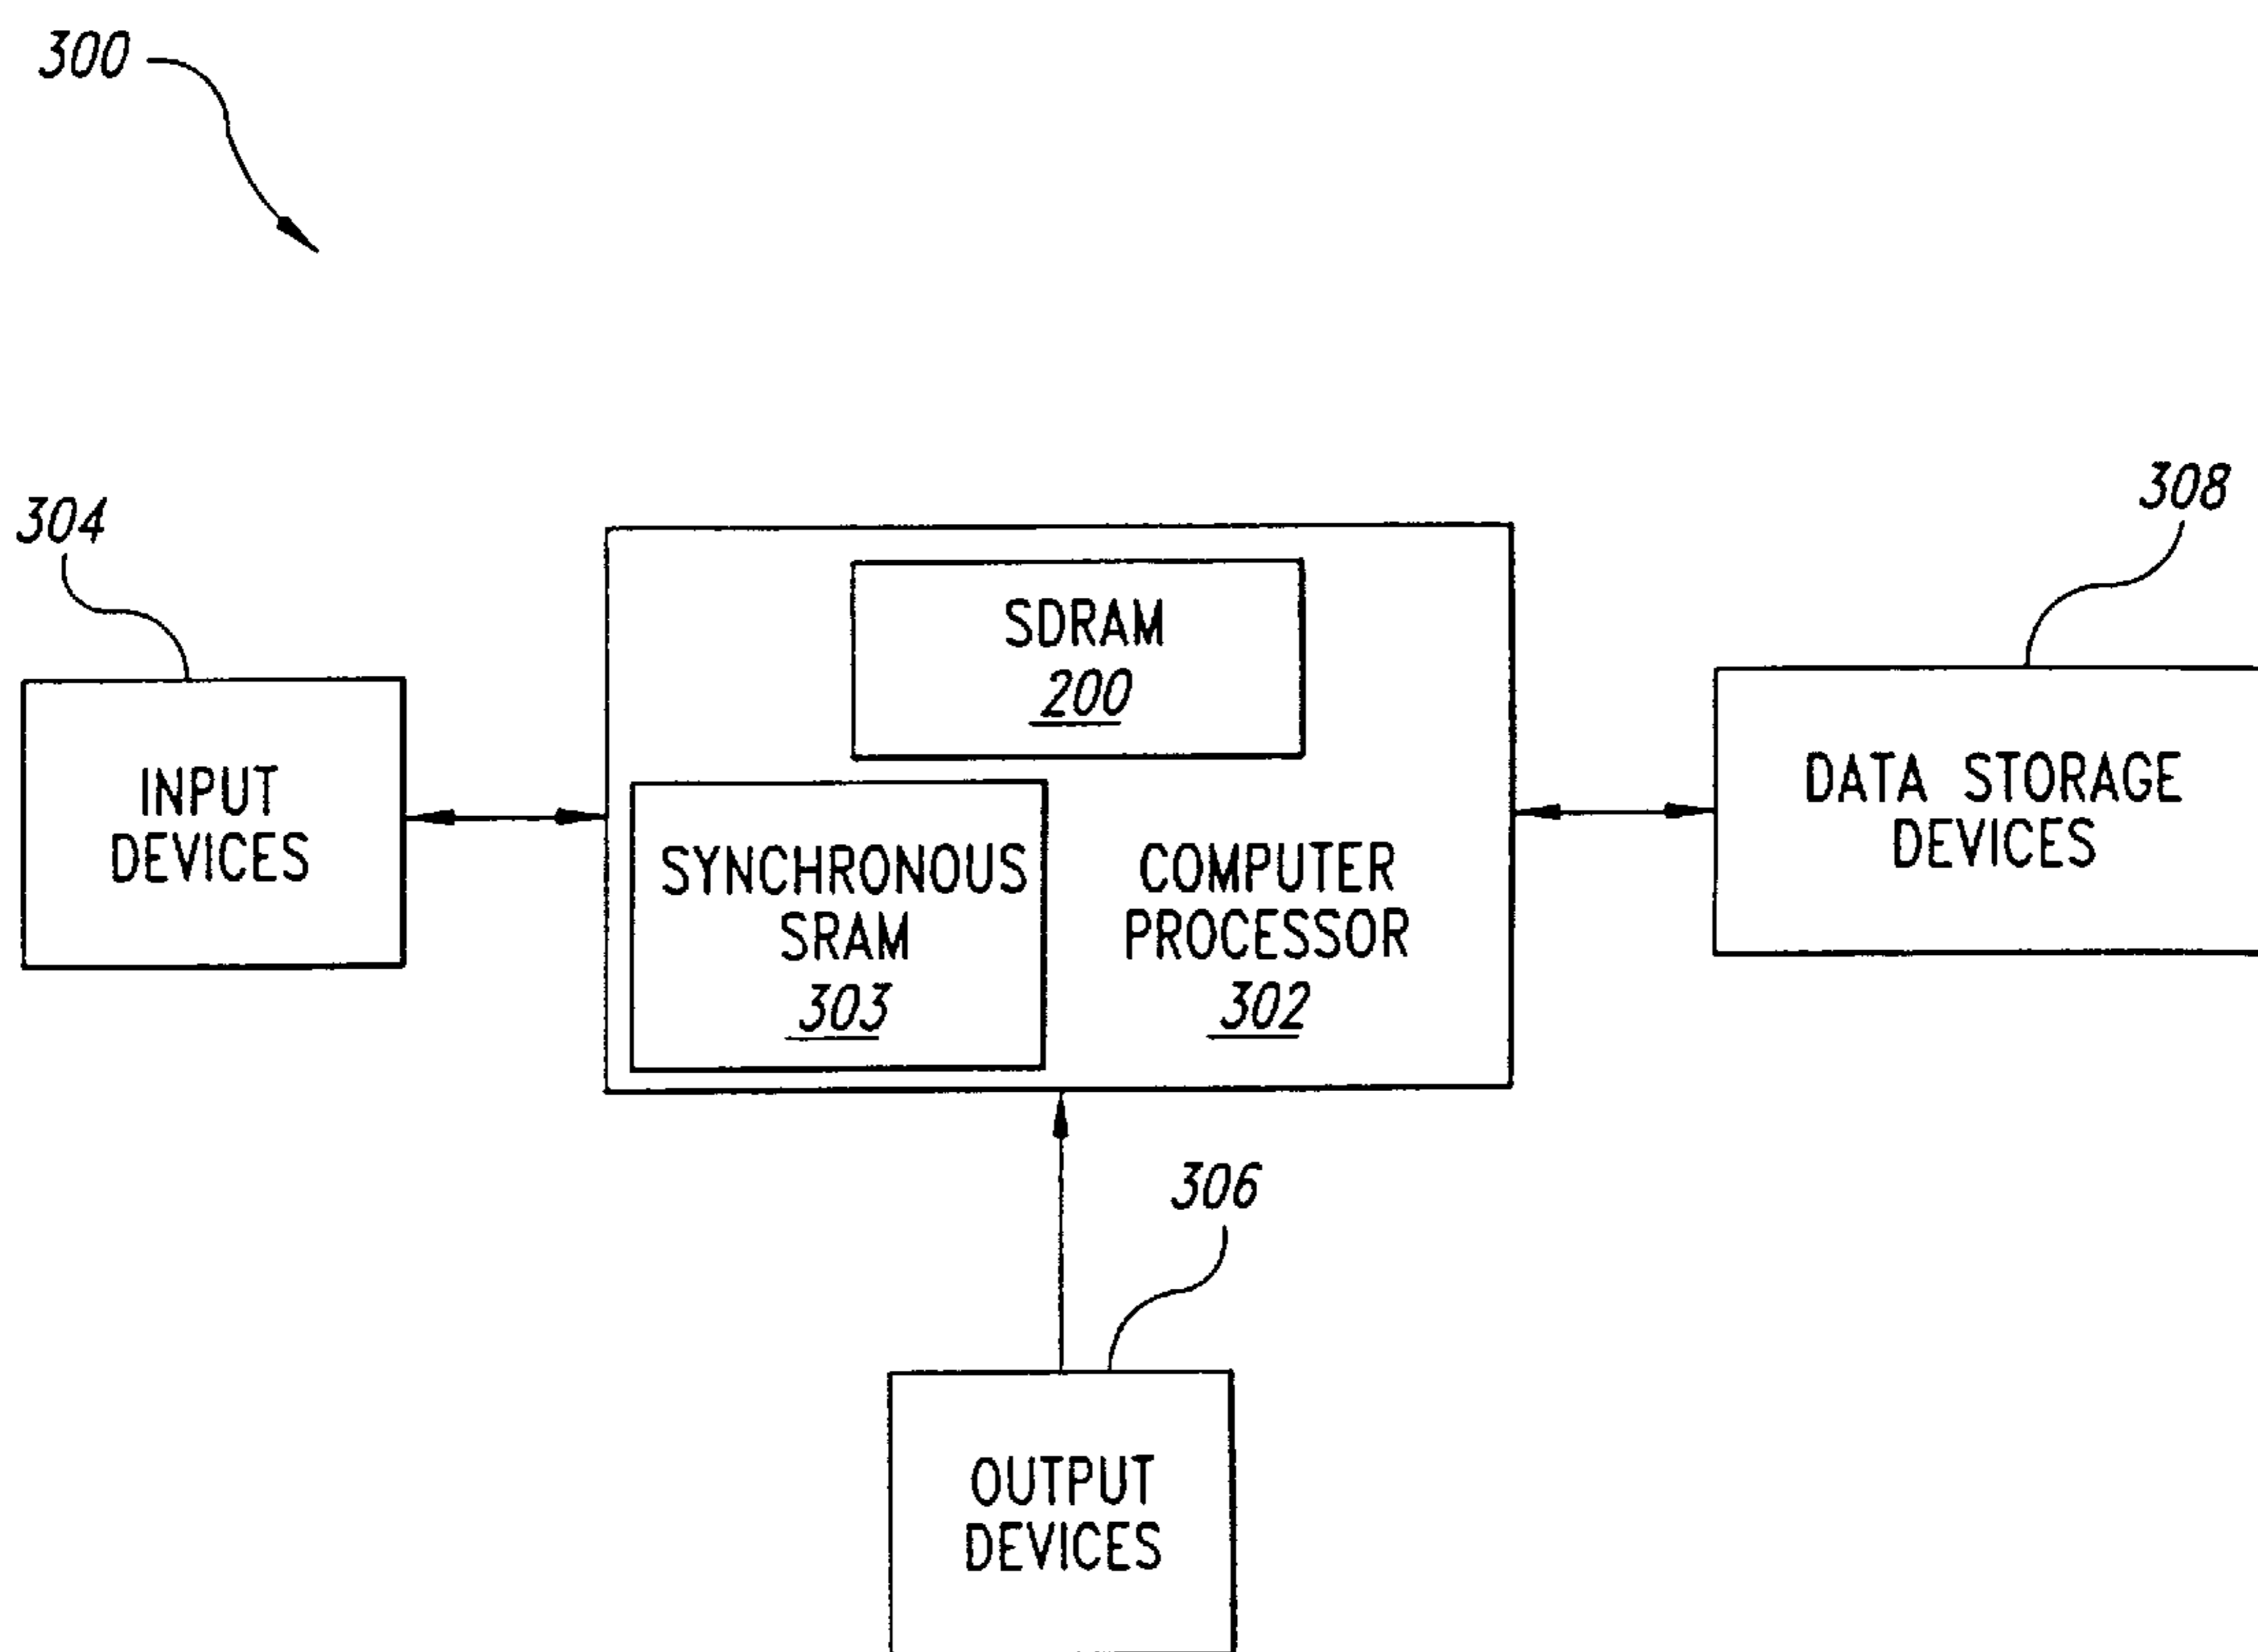 300
304
308
SDRAM
200
INPUT
DEVICES
SYNCHRONOUS
SRAM
303
COMPUTER
PROCESSOR
302
DATA STORAGE
DEVICES
306
OUTPUT
DEVICES